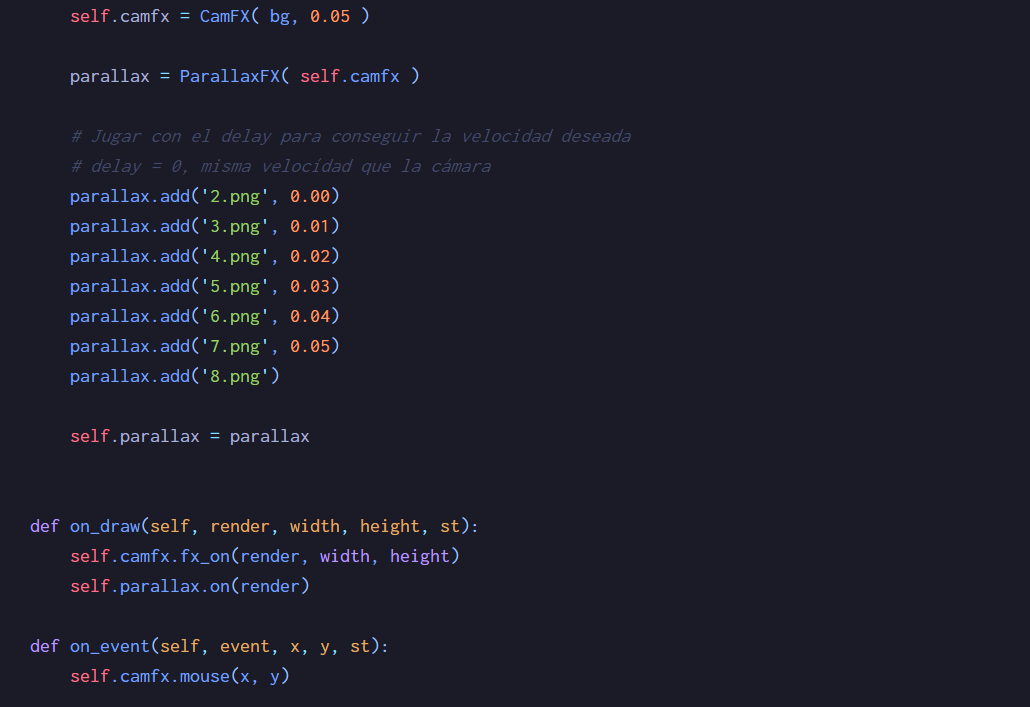 self.camfx = CamFX( bg, 0.05 )
parallax = ParallaxFX( self.camfx )
# Jugar con el delay para conseguir la velocidad deseada
# delay = 0, misma velocídad que la cámara
parallax.add('2.png', 0.00)
parallax.add('3.png', 0.01)
parallax.add('4.png', 0.02)
parallax.add('5.png', 0.03)
parallax.add('6.png', 0.04)
parallax.add('7.png', 0.05)
parallax.add('8.png')
self.parallax = parallax
def on_draw(self, render, width, height, st):
self.camfx.fx_on(render, width, height)
self.parallax.on(render)
def on_event(self, event, x, y, st):
self.camfx.mouse(x, y)